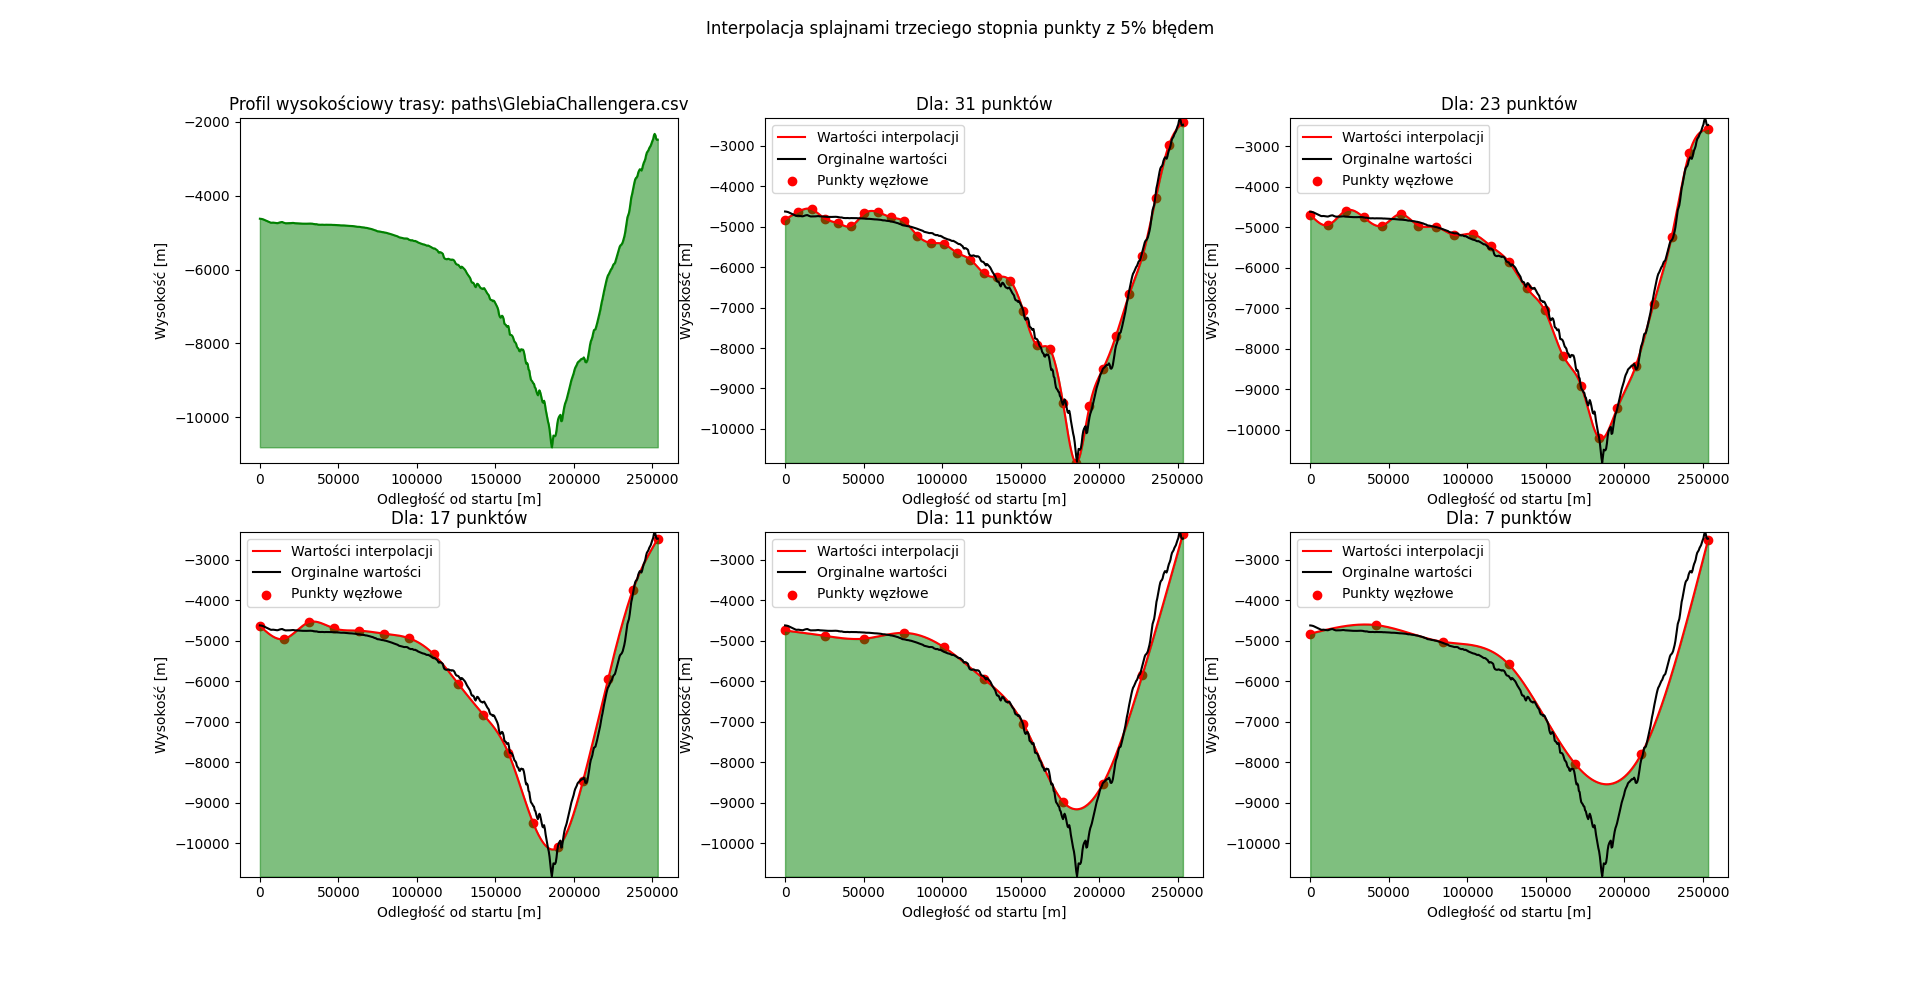 Interpolacja splajnami trzeciego stopnia punkty z 5% błędem
Profil wysokościowy trasy: paths\GlebiaChallengera.csv
−2000
−4000
−6000
−8000
−10000
Wysokość [m]
0 50000 100000 150000 200000 250000
Odległość od startu [m]
Dla: 31 punktów
Wartości interpolacji
Orginalne wartości
Punkty węzłowe
−3000
−4000
−5000
−6000
−7000
−8000
−9000
−10000
Wysokość [m]
0 50000 100000 150000 200000 250000
Odległość od startu [m]
Dla: 23 punktów
Wartości interpolacji
Orginalne wartości
Punkty węzłowe
−3000
−4000
−5000
−6000
−7000
−8000
−9000
−10000
Wysokość [m]
0 50000 100000 150000 200000 250000
Odległość od startu [m]
Dla: 17 punktów
Wartości interpolacji
Orginalne wartości
Punkty węzłowe
−3000
−4000
−5000
−6000
−7000
−8000
−9000
−10000
Wysokość [m]
0 50000 100000 150000 200000 250000
Odległość od startu [m]
Dla: 11 punktów
Wartości interpolacji
Orginalne wartości
Punkty węzłowe
−3000
−4000
−5000
−6000
−7000
−8000
−9000
−10000
Wysokość [m]
0 50000 100000 150000 200000 250000
Odległość od startu [m]
Dla: 7 punktów
Wartości interpolacji
Orginalne wartości
Punkty węzłowe
−3000
−4000
−5000
−6000
−7000
−8000
−9000
−10000
Wysokość [m]
0 50000 100000 150000 200000 250000
Odległość od startu [m]